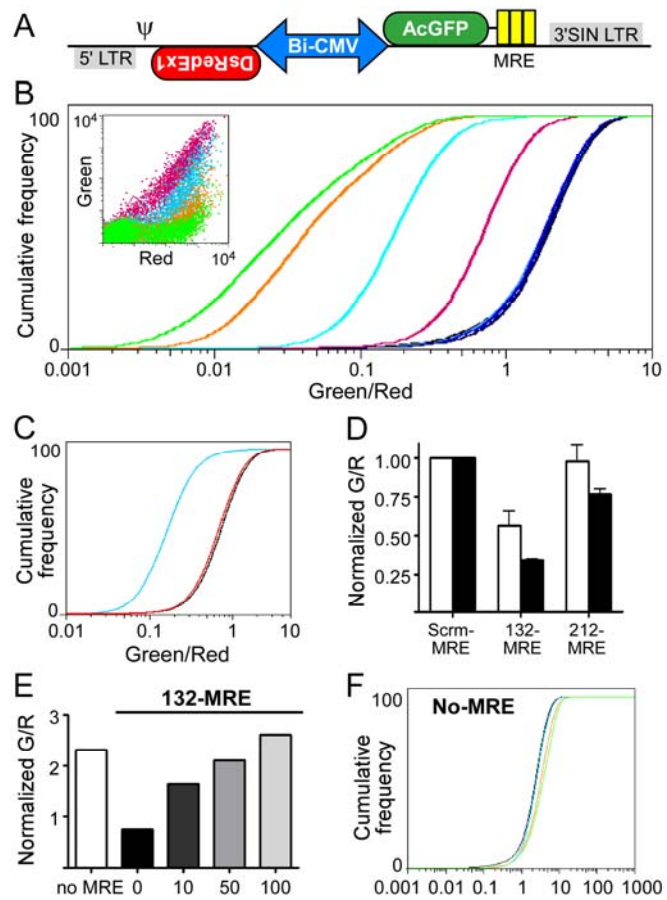 A
Ψ
AcGFP
Bi-CMV
3'SIN LTR
5' LTR
DsRedEx1
MRE
B
100
10⁴
Green
Red
10⁴
Cumulative frequency
0
0.001 0.01 0.1 1 10
Green/Red
C
100
Cumulative
frequency
0
0.01 0.1 1 10
Green/Red
D
Normalized G/R
1.00
0.75
0.50
0.25
Scrm- 132- 212-
MRE MRE MRE
E
132-MRE
Normalized G/R
3
2
1
no MRE 0 10 50 100
F
No-MRE
100
Cumulative
frequency
0
0.001 0.01 0.1 1 10 100 1000